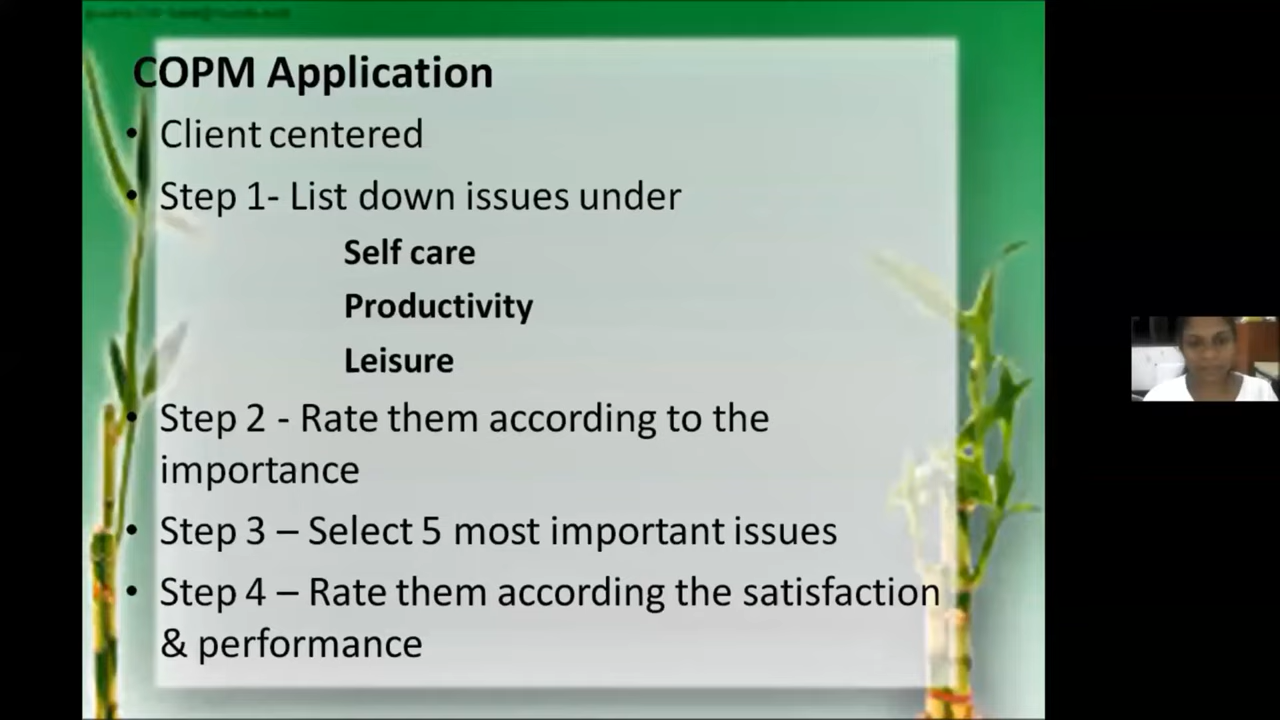 COPM Application
• Client centered
• Step 1- List down issues under
Self care
Productivity
Leisure
• Step 2 - Rate them according to the
importance
• Step 3 – Select 5 most important issues
• Step 4 – Rate them according the satisfaction
& performance